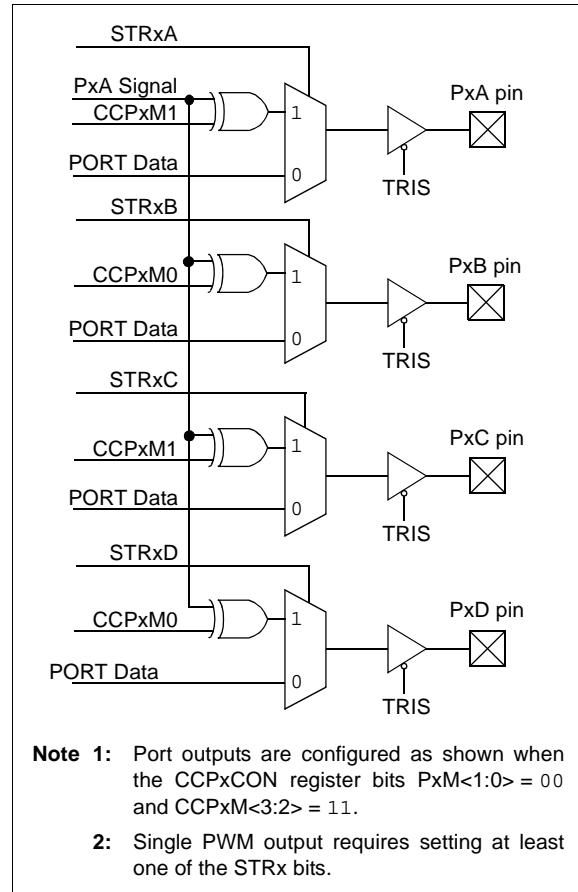 STRxA
PxA Signal
CCPxM1
1
PxA pin
PORT Data
0
TRIS
STRxB
CCPxM0
1
PxB pin
PORT Data
0
TRIS
STRxC
CCPxM1
1
PxC pin
PORT Data
0
TRIS
STRxD
CCPxM0
1
PxD pin
PORT Data
0
TRIS
Note 1: Port outputs are configured as shown when
the CCPxCON register bits PxM<1:0> = 00
and CCPxM<3:2> = 11.
2: Single PWM output requires setting at least
one of the STRx bits.